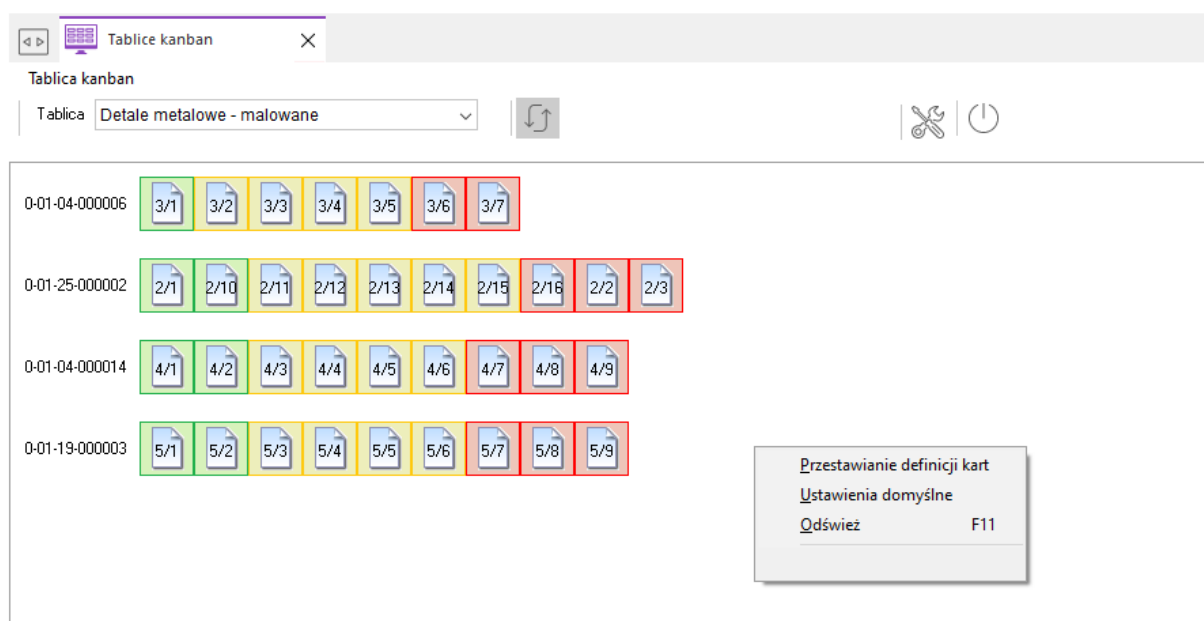 Tablice kanban
Tablica kanban
Tablica Detale metalowe - malowane
0-01-04-000006 3/1 3/2 3/3 3/4 3/5 3/6 3/7
0-01-25-000002 2/1 2/10 2/11 2/12 2/13 2/14 2/15 2/16 2/2 2/3
0-01-04-000014 4/1 4/2 4/3 4/4 4/5 4/6 4/7 4/8 4/9
0-01-19-000003 5/1 5/2 5/3 5/4 5/5 5/6 5/7 5/8 5/9
Przestawianie definicji kart
Ustawienia domyślne
Odśwież F11